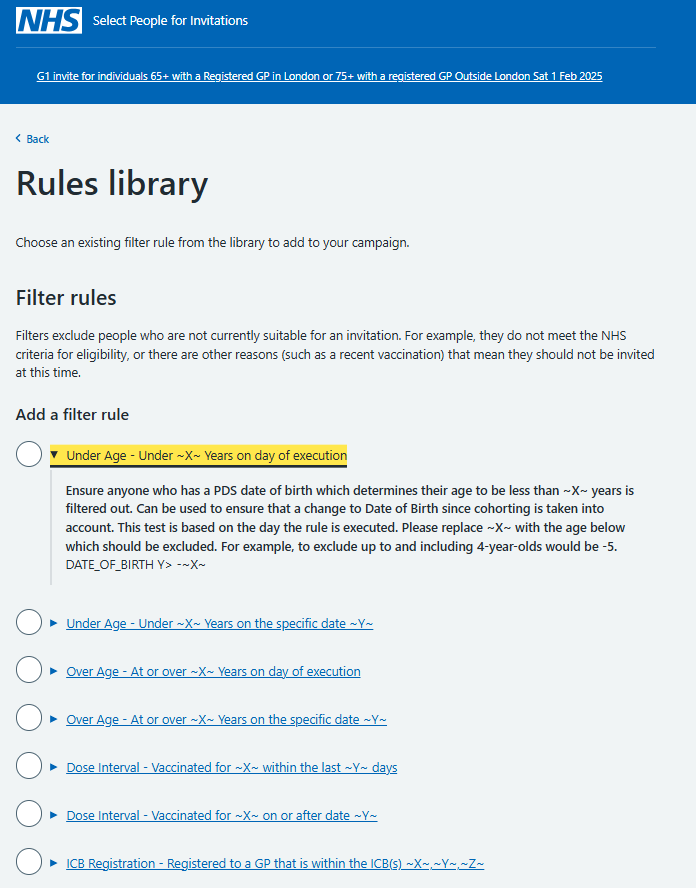 NHS Select People for Invitations
G1 invite for individuals 65+ with a Registered GP in London or 75+ with a registered GP Outside London Sat 1 Feb 2025
Back
Rules library
Choose an existing filter rule from the library to add to your campaign.
Filter rules
Filters exclude people who are not currently suitable for an invitation. For example, they do not meet the NHS
criteria for eligibility, or there are other reasons (such as a recent vaccination) that mean they should not be invited
at this time.
Add a filter rule
Under Age - Under ~X~ Years on day of execution
Ensure anyone who has a PDS date of birth which determines their age to be less than ~X~ years is
filtered out. Can be used to ensure that a change to Date of Birth since cohorting is taken into
account. This test is based on the day the rule is executed. Please replace ~X~ with the age below
which should be excluded. For example, to exclude up to and including 4-year-olds would be -5.
DATE_OF_BIRTH Y> -~X~
Under Age - Under ~X~ Years on the specific date ~Y~
Over Age - At or over ~X~ Years on day of execution
Over Age - At or over ~X~ Years on the specific date ~Y~
Dose Interval - Vaccinated for ~X~ within the last ~Y~ days
Dose Interval - Vaccinated for ~X~ on or after date ~Y~
ICB Registration - Registered to a GP that is within the ICB(s) ~X~,~Y~,~Z~